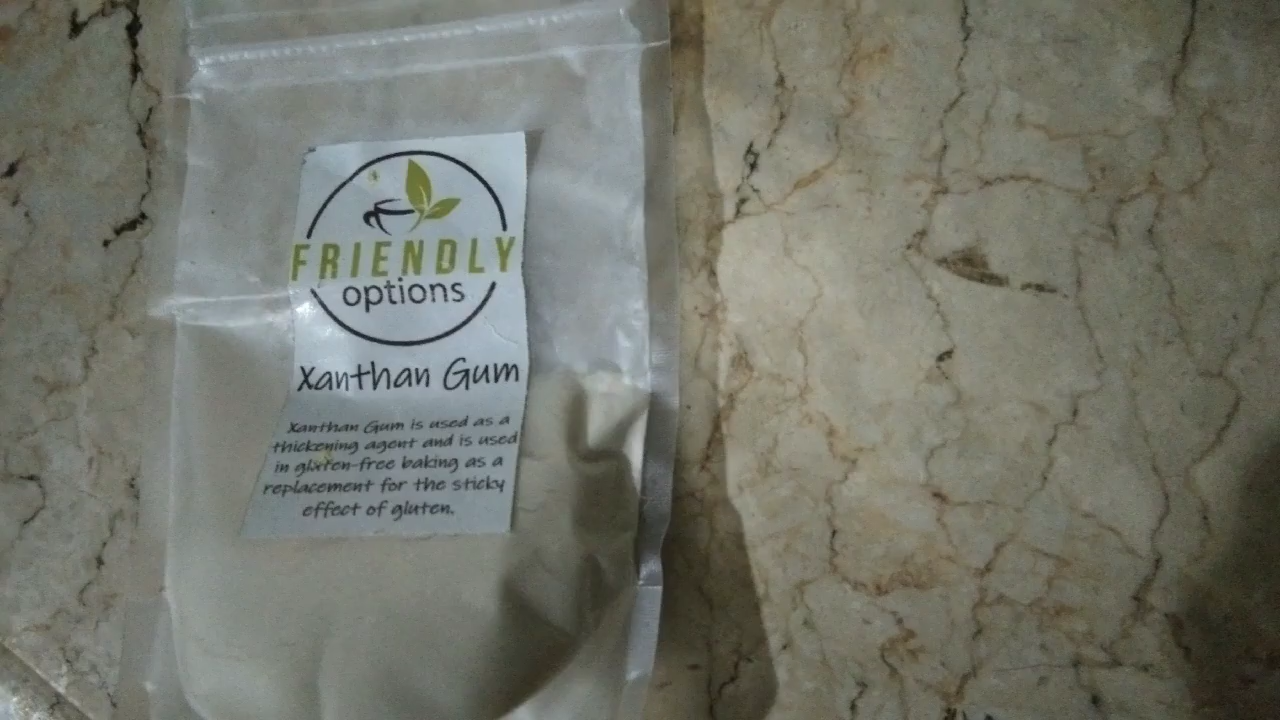 FRIENDLY
options
Xanthan Gum
Xanthan Gum is used as a
thickening agent and is used
in gluten-free baking as a
replacement for the sticky
effect of gluten.